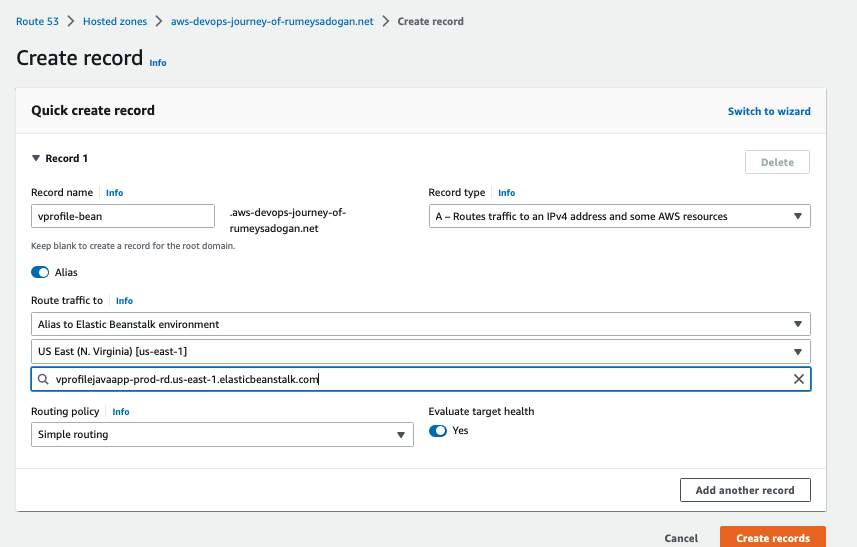 Route 53 > Hosted zones > aws-devops-journey-of-rumeysadogan.net > Create record
Create record Info
Quick create record
Switch to wizard
Record 1
Delete
Record name Info
Record type Info
vprofile-bean
.aws-devops-journey-of-
rumeysadogan.net
A – Routes traffic to an IPv4 address and some AWS resources
Keep blank to create a record for the root domain.
Alias
Route traffic to Info
Alias to Elastic Beanstalk environment
US East (N. Virginia) [us-east-1]
vprofilejavaapp-prod-rd.us-east-1.elasticbeanstalk.com
Routing policy Info
Evaluate target health
Simple routing
Yes
Add another record
Cancel
Create records